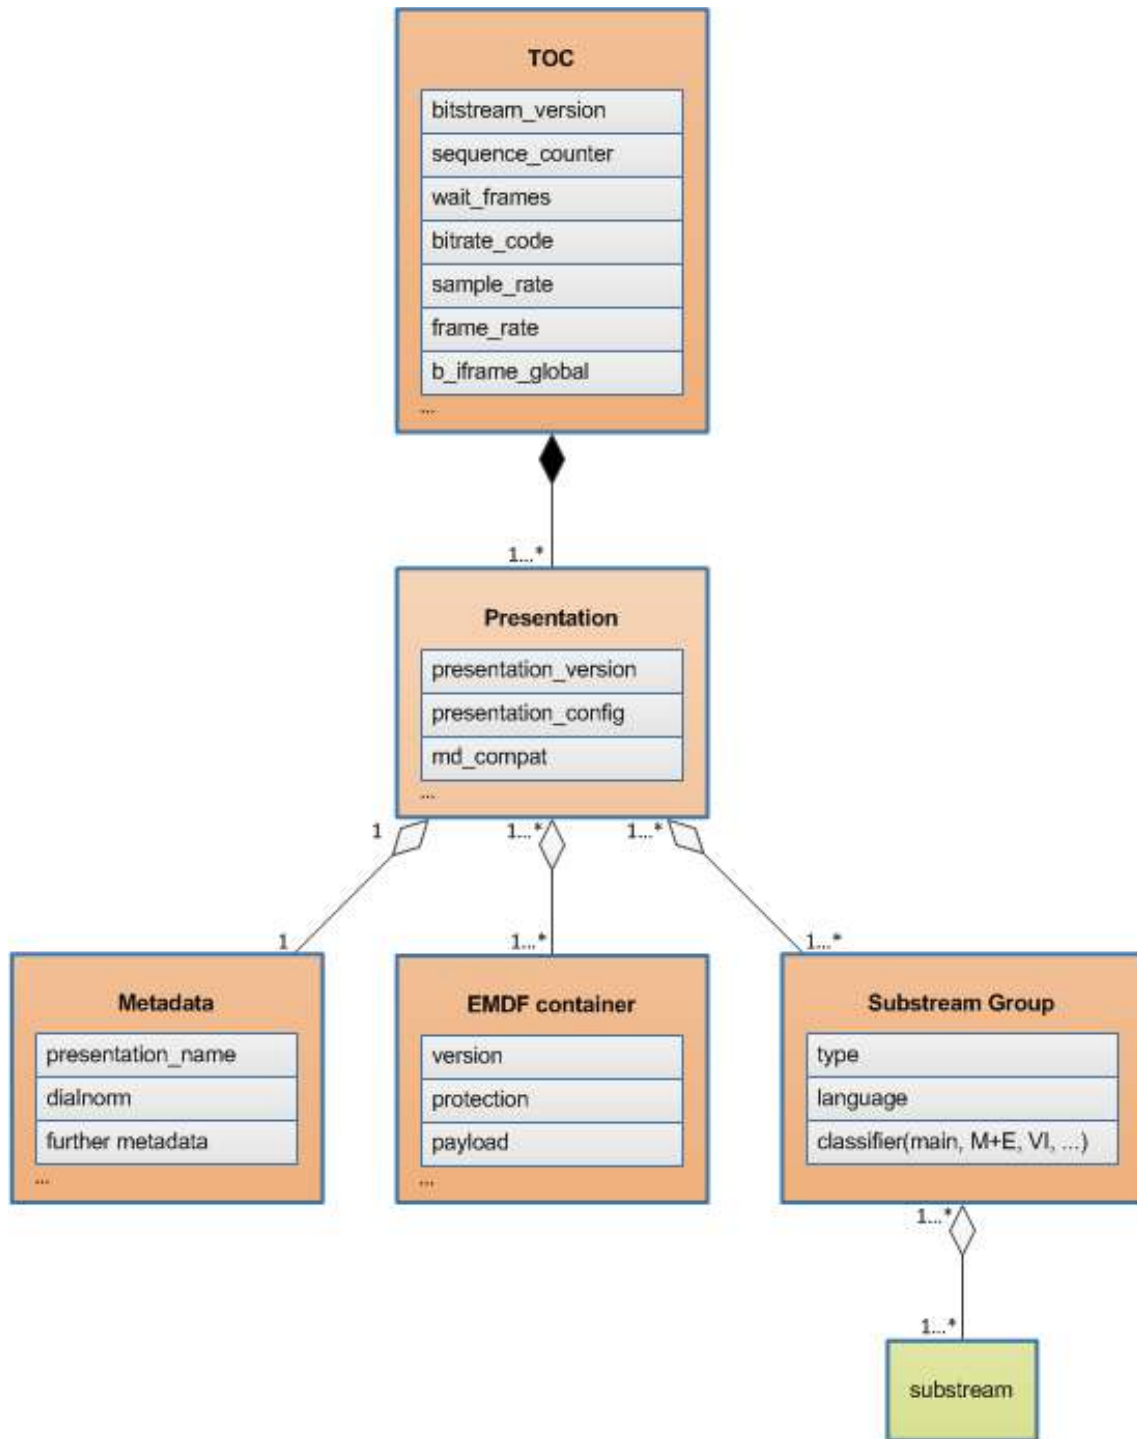 TOC
bitstream_version
sequence_counter
wait_frames
bitrate_code
sample_rate
frame_rate
b_iframe_global
...
1...*
Presentation
presentation_version
presentation_config
md_compat
...
1 1...* 1...*
1 1...* 1...*
Metadata
presentation_name
dialnorm
further metadata
...
EMDF container
version
protection
payload
...
Substream Group
type
language
classifier(main, M+E, VI, ...)
1...*
1...*
substream